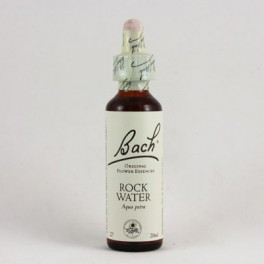 Bach®
ORIGINAL
FLOWER ESSENCES
ROCK
WATER
Aqua petra
27
20ml